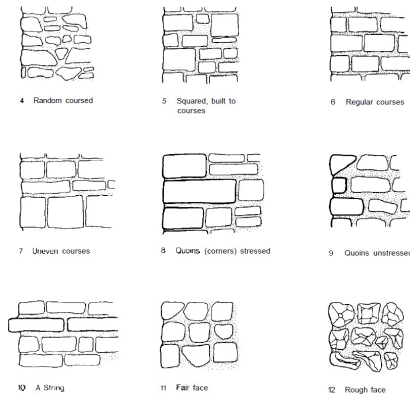 4 Random coursed
5 Squared, built to
courses
6 Regular courses
7 Uneven courses
8 Quoins (corners) stressed
9 Quoins unstressed
10 A String
11 Fair face
12 Rough face